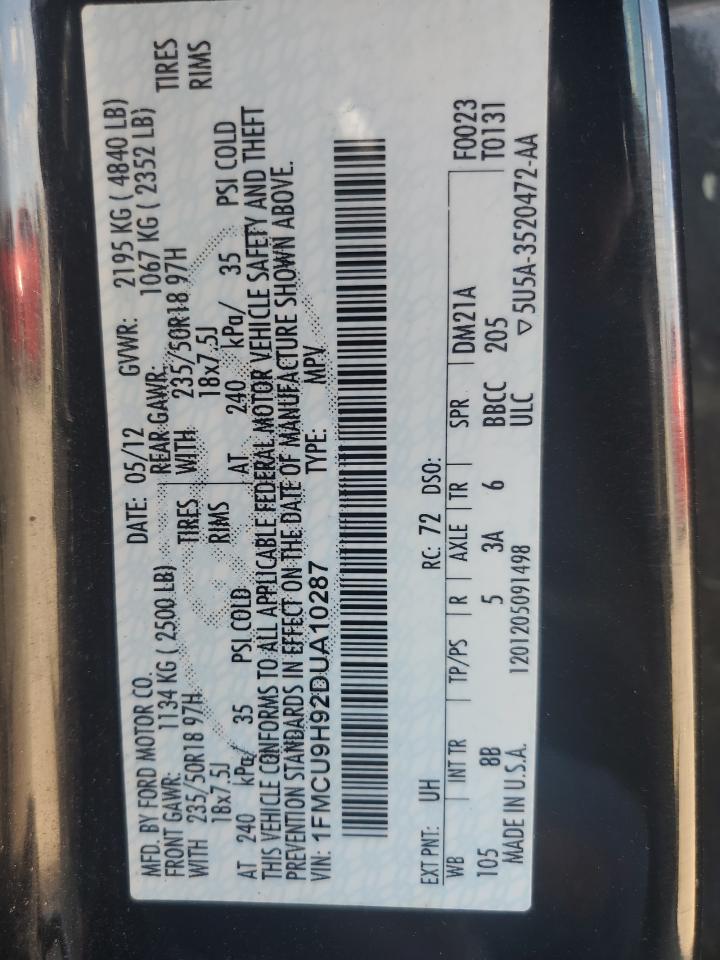 MFD. BY FORD MOTOR CO. DATE: 05/12 GVWR: 2195 KG ( 4840 LB)
FRONT GAWR: 1134 KG ( 2500 LB) REAR GAWR: 1067 KG ( 2352 LB)
WITH 235/50R18 97H TIRES WITH 235/50R18 97H TIRES
18x7.5J RIMS 18x7.5J RIMS
AT 240 kPa/ 35 PSI COLD AT 240 kPa/ 35 PSI COLD
THIS VEHICLE CONFORMS TO ALL APPLICABLE FEDERAL MOTOR VEHICLE SAFETY AND THEFT
PREVENTION STANDARDS IN EFFECT ON THE DATE OF MANUFACTURE SHOWN ABOVE.
VIN: 1FMCU9H92DUA10287 TYPE: MPV
EXT PNT: UH RC: 72 DSO: F0023
WB INT TR TP/PS R AXLE TR SPR DM21A T0131
105 8B 5 3A 6 BBCC 205
MADE IN U.S.A. 1201205091498 ULC ▽5U5A-3520472-AA